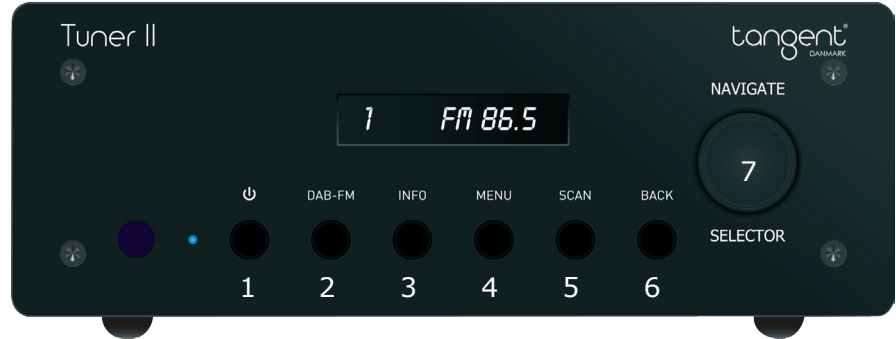 Tuner II
tangent®
DANMARK
NAVIGATE
1 FM 86.5
7
DAB-FM INFO MENU SCAN BACK
SELECTOR
1 2 3 4 5 6